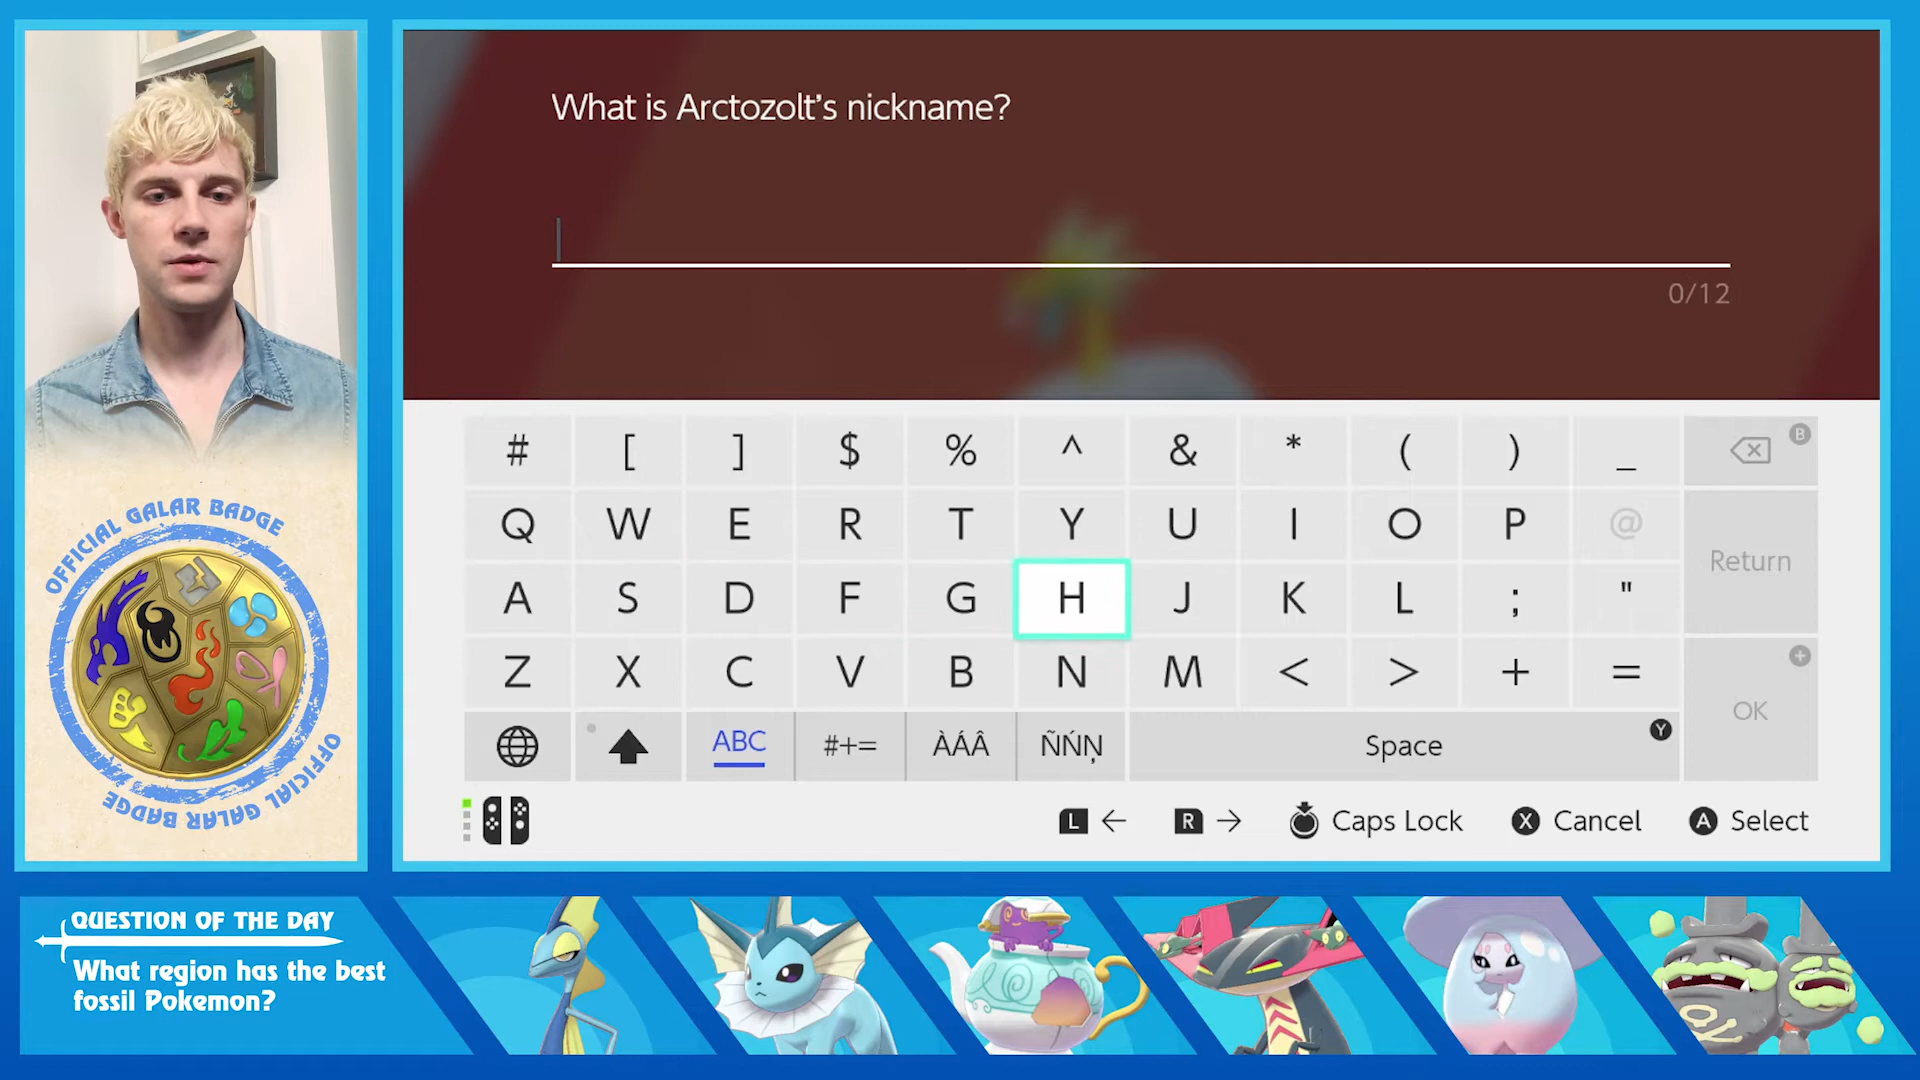 What is Arctozolt's nickname?
0/12
# [ ] $ % ^ & * ( ) _ B
Q W E R T Y U I O P @ Return
A S D F G H J K L ; "
Z X C V B N M < > + = OK
ABC #+= ÀÁÂ ÑŃŅ Space Y
L ← R → Caps Lock X Cancel A Select
OFFICIAL GALAR BADGE
OFFICIAL GALAR BADGE
QUESTION OF THE DAY
What region has the best
fossil Pokemon?